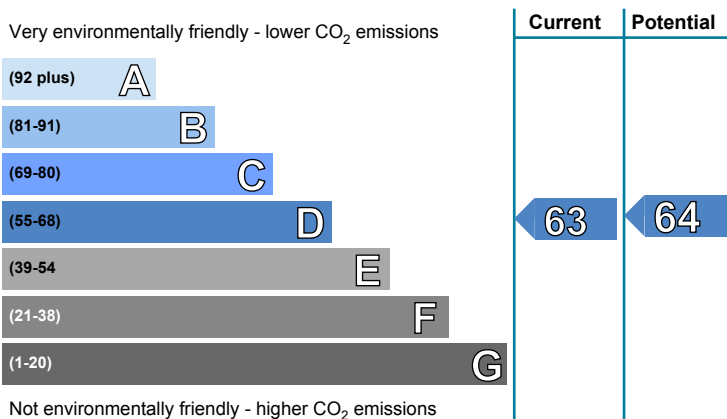 Very environmentally friendly - lower CO2 emissions
Current Potential
(92 plus) A
(81-91) B
(69-80) C
(55-68) D
63 64
(39-54 E
(21-38) F
(1-20) G
Not environmentally friendly - higher CO2 emissions